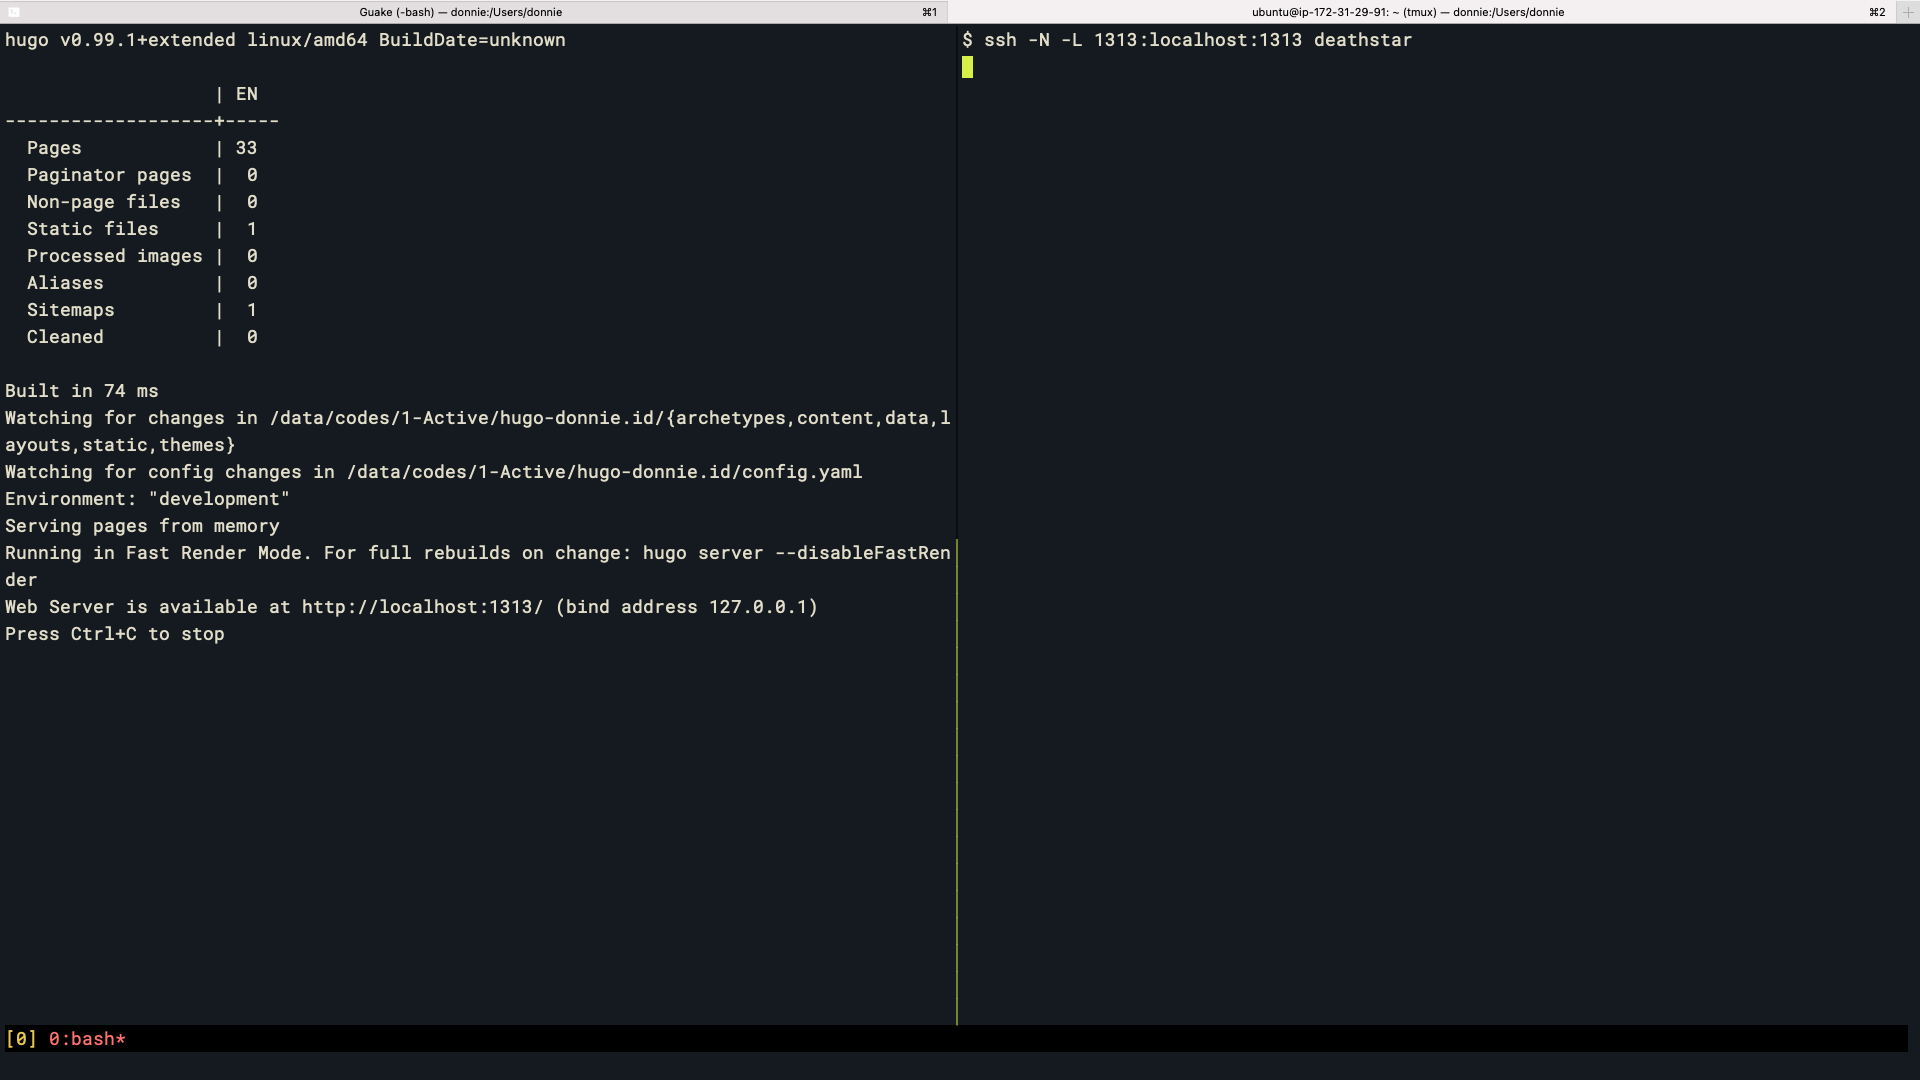 Guake (-bash) — donnie:/Users/donnie ⌘1
ubuntu@ip-172-31-29-91: ~ (tmux) — donnie:/Users/donnie ⌘2 +
hugo v0.99.1+extended linux/amd64 BuildDate=unknown
                   | EN
-------------------+-----
  Pages            | 33
  Paginator pages  |  0
  Non-page files   |  0
  Static files     |  1
  Processed images |  0
  Aliases          |  0
  Sitemaps         |  1
  Cleaned          |  0
Built in 74 ms
Watching for changes in /data/codes/1-Active/hugo-donnie.id/{archetypes,content,data,l
ayouts,static,themes}
Watching for config changes in /data/codes/1-Active/hugo-donnie.id/config.yaml
Environment: "development"
Serving pages from memory
Running in Fast Render Mode. For full rebuilds on change: hugo server --disableFastRen
der
Web Server is available at http://localhost:1313/ (bind address 127.0.0.1)
Press Ctrl+C to stop
$ ssh -N -L 1313:localhost:1313 deathstar
[0] 0:bash*